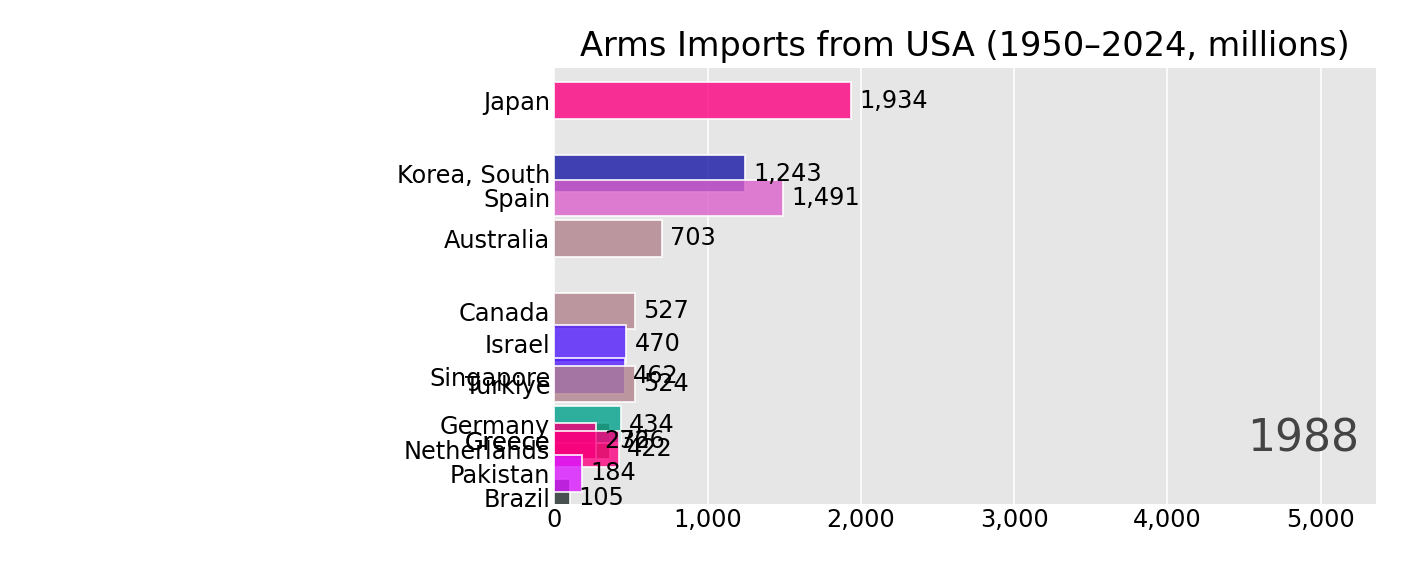 Arms Imports from USA (1950–2024, millions)
Japan 1,934
Korea, South 1,243
Spain 1,491
Australia 703
Canada 527
Israel 470
Singapore 462
Türkiye 524
Germany 434
Greece
Netherlands 422
Pakistan 184
Brazil 105
1988
0 1,000 2,000 3,000 4,000 5,000